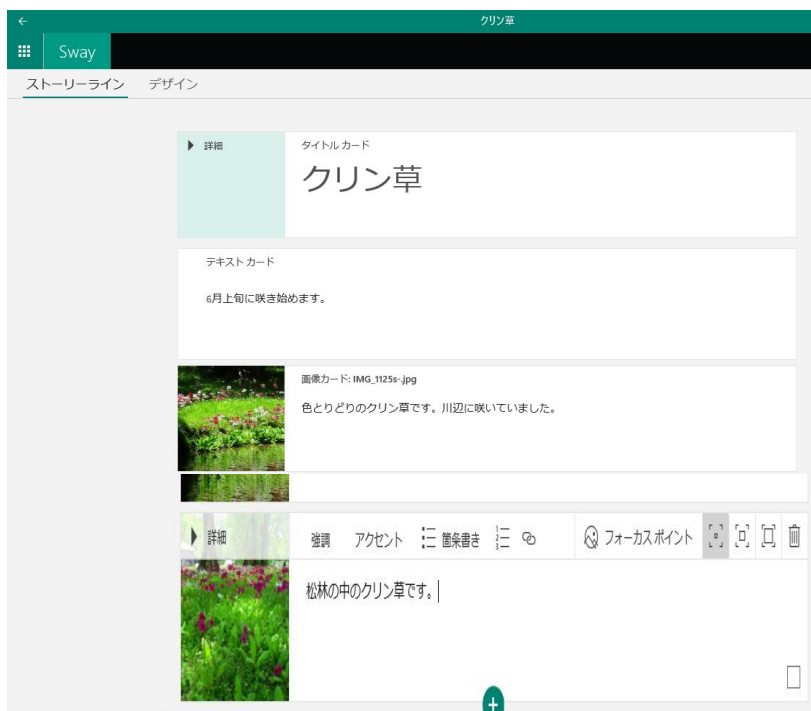 クリン草
Sway
ストーリーライン デザイン
詳細
タイトル カード
クリン草
テキスト カード
6月上旬に咲き始めます。
画像カード: IMG_1125s-.jpg
色とりどりのクリン草です。川辺に咲いていました。
詳細 強調 アクセント 箇条書き フォーカス ポイント
松林の中のクリン草です。